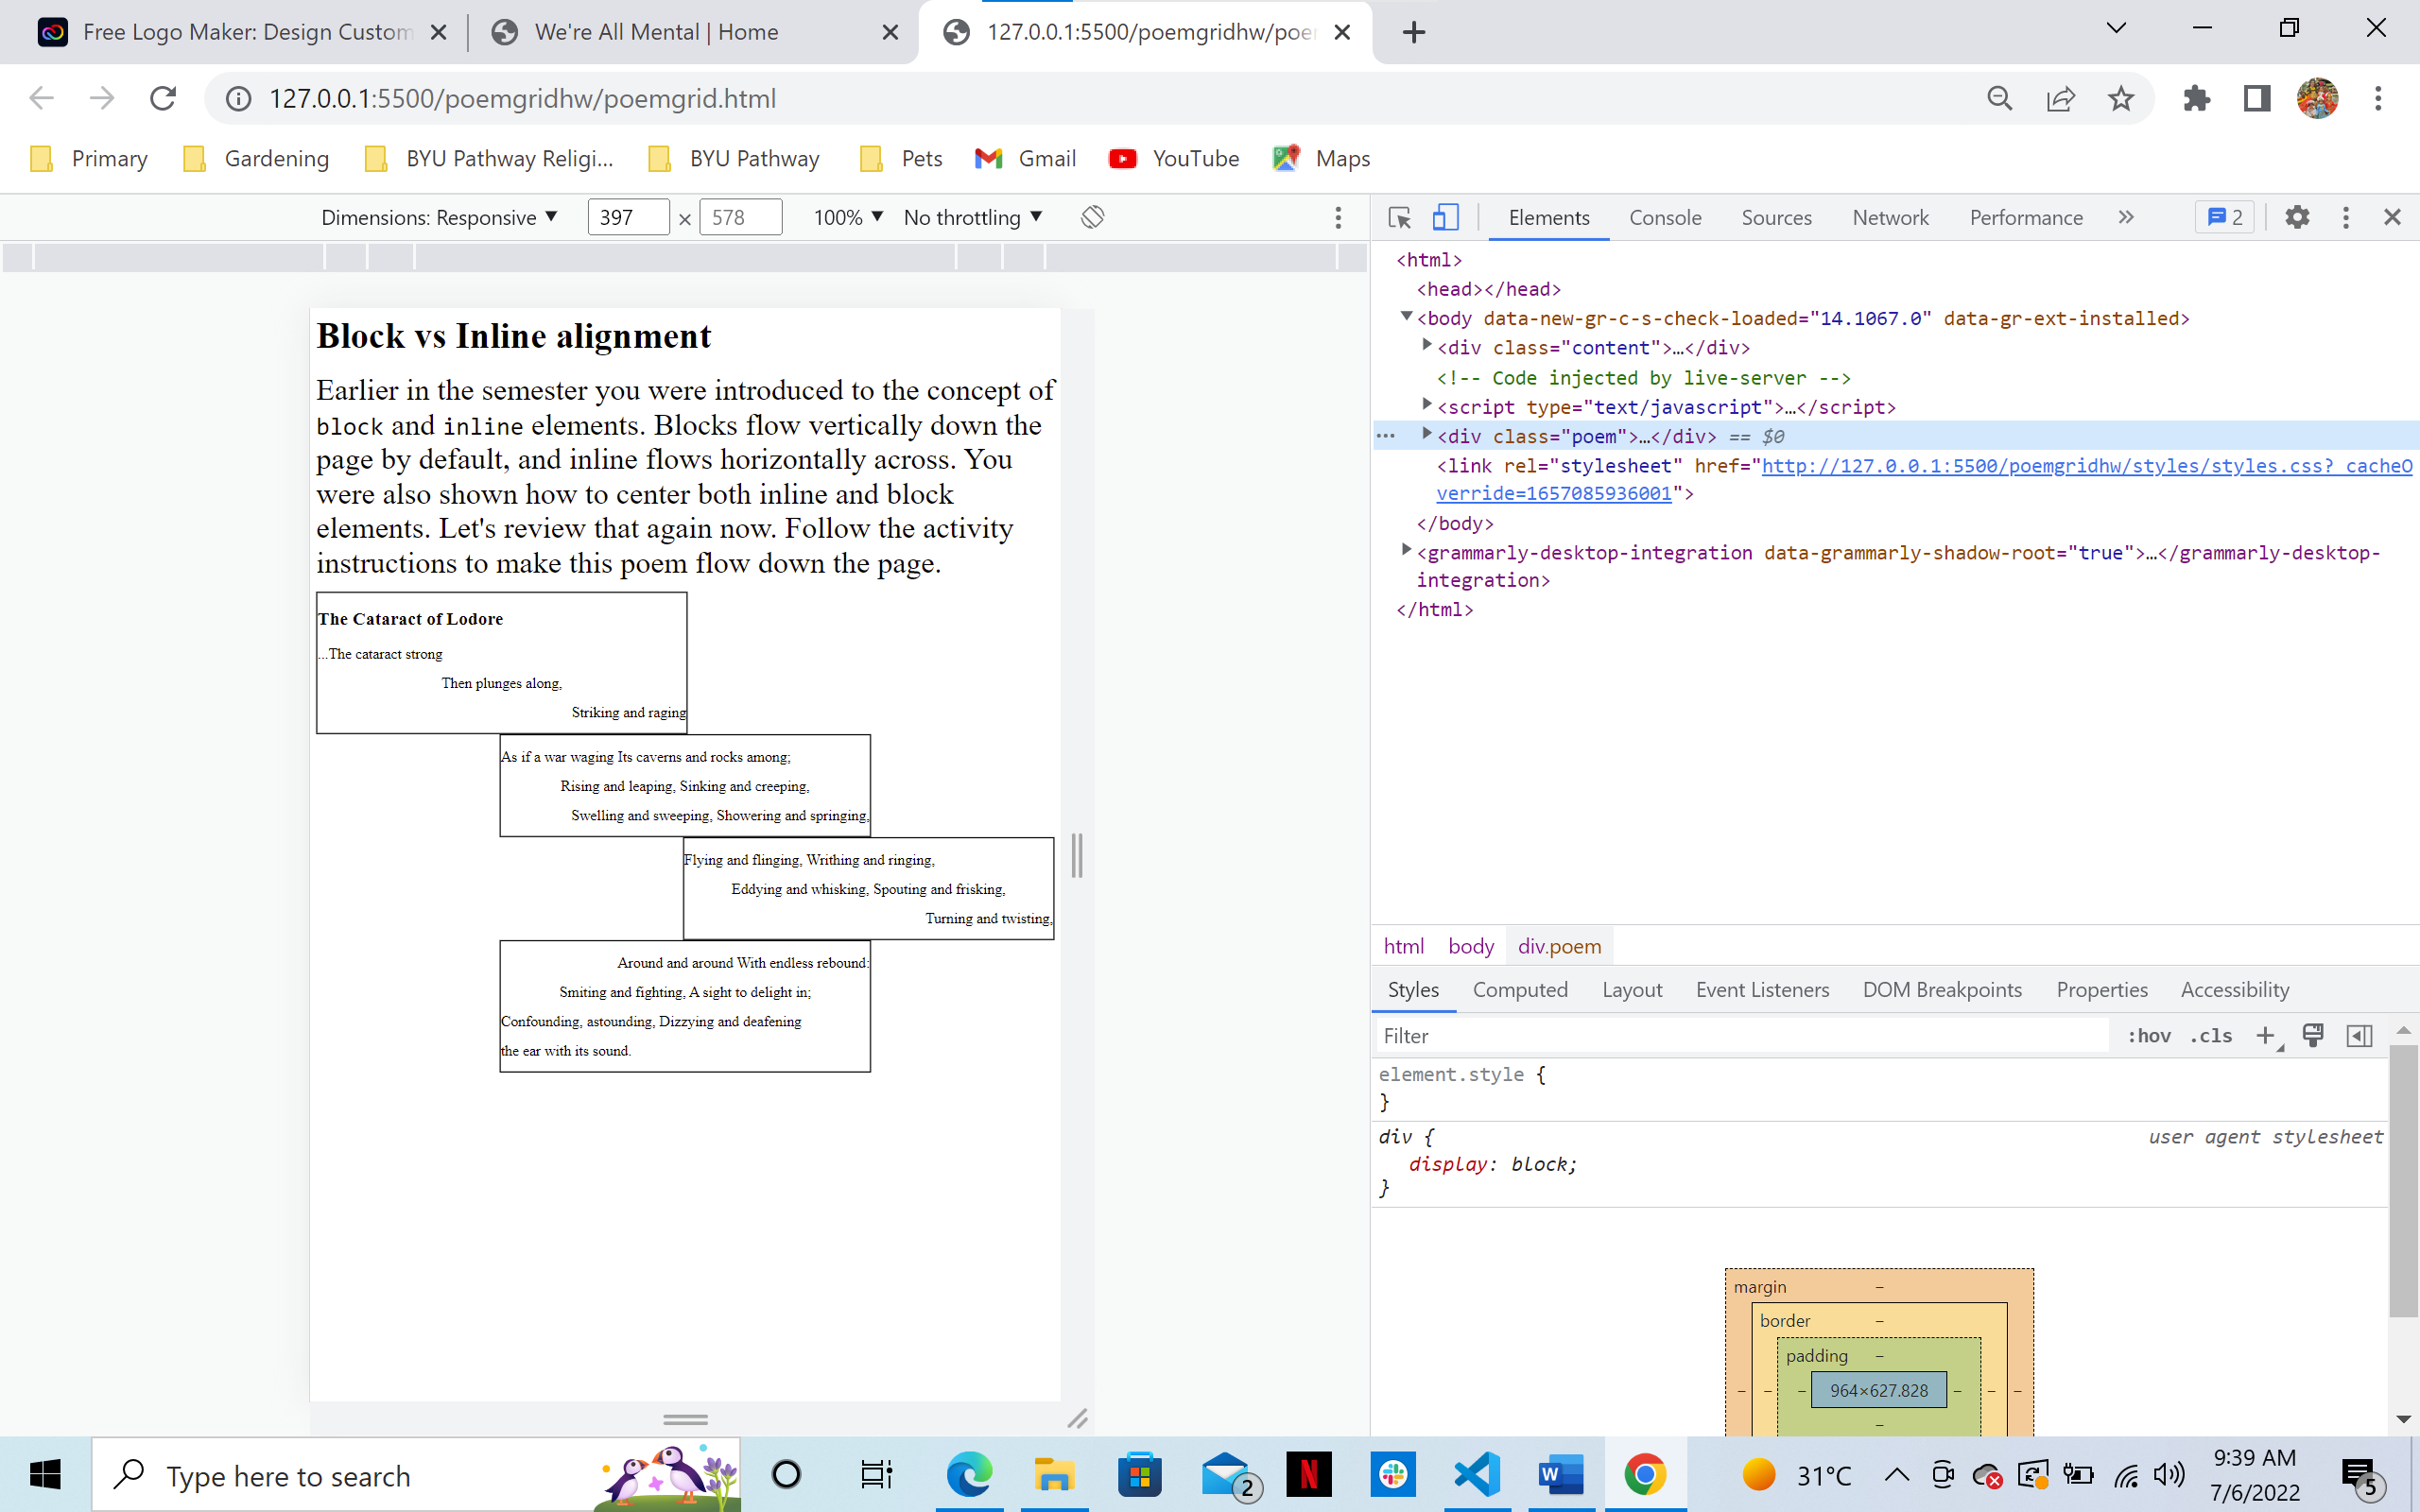 Free Logo Maker: Design Custom
We're All Mental | Home
127.0.0.1:5500/poemgridhw/poe
127.0.0.1:5500/poemgridhw/poemgrid.html
Primary Gardening BYU Pathway Religi... BYU Pathway Pets Gmail YouTube Maps
Dimensions: Responsive 397 × 578 100% No throttling
Elements Console Sources Network Performance 2
Block vs Inline alignment
Earlier in the semester you were introduced to the concept of
block and inline elements. Blocks flow vertically down the
page by default, and inline flows horizontally across. You
were also shown how to center both inline and block
elements. Let's review that again now. Follow the activity
instructions to make this poem flow down the page.
The Cataract of Lodore
...The cataract strong
Then plunges along,
Striking and raging
As if a war waging Its caverns and rocks among;
Rising and leaping, Sinking and creeping,
Swelling and sweeping, Showering and springing,
Flying and flinging, Writhing and ringing,
Eddying and whisking, Spouting and frisking,
Turning and twisting,
Around and around With endless rebound:
Smiting and fighting, A sight to delight in;
Confounding, astounding, Dizzying and deafening
the ear with its sound.
<html>
<head></head>
<body data-new-gr-c-s-check-loaded="14.1067.0" data-gr-ext-installed>
<div class="content">…</div>
<!-- Code injected by live-server -->
<script type="text/javascript">…</script>
<div class="poem">…</div> == $0
<link rel="stylesheet" href="http://127.0.0.1:5500/poemgridhw/styles/styles.css?_cacheO
verride=1657085936001">
</body>
<grammarly-desktop-integration data-grammarly-shadow-root="true">…</grammarly-desktop-
integration>
</html>
html body div.poem
Styles Computed Layout Event Listeners DOM Breakpoints Properties Accessibility
Filter :hov .cls
element.style {
}
div { user agent stylesheet
display: block;
}
margin –
border –
padding –
– – – 964×627.828 – – –
–
Type here to search
2
31°C
9:39 AM
7/6/2022
5